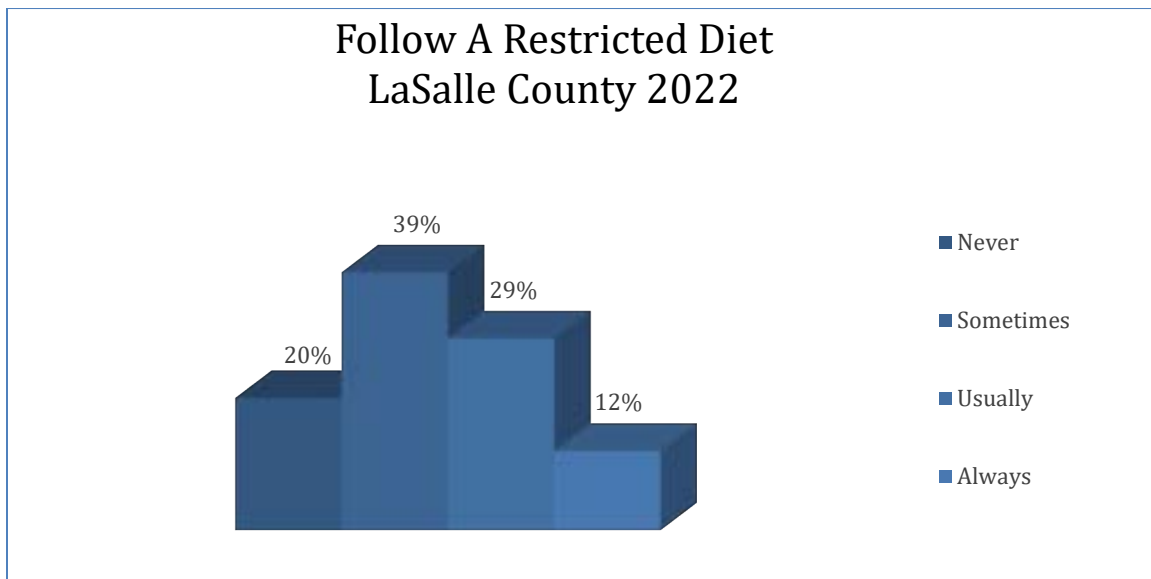 Follow A Restricted Diet
LaSalle County 2022
39%
29%
20%
12%
Never
Sometimes
Usually
Always